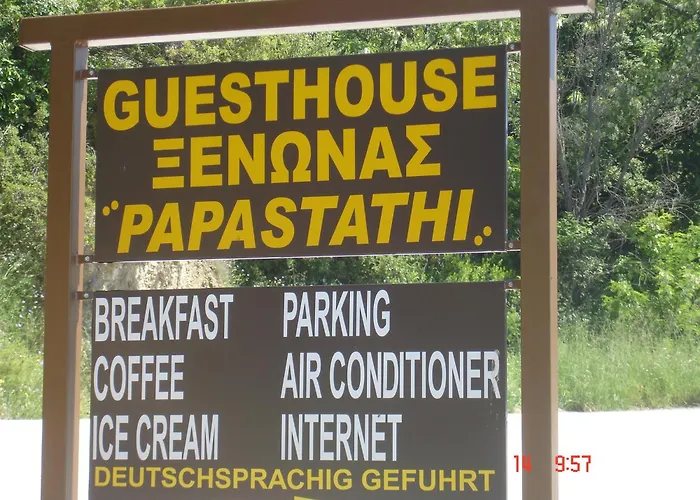 GUESTHOUSE
ΞΕΝΩΝΑΣ
"PAPASTATHI"
BREAKFAST PARKING
COFFEE AIR CONDITIONER
ICE CREAM INTERNET
DEUTSCHSPRACHIG GEFUHRT
14 9:57